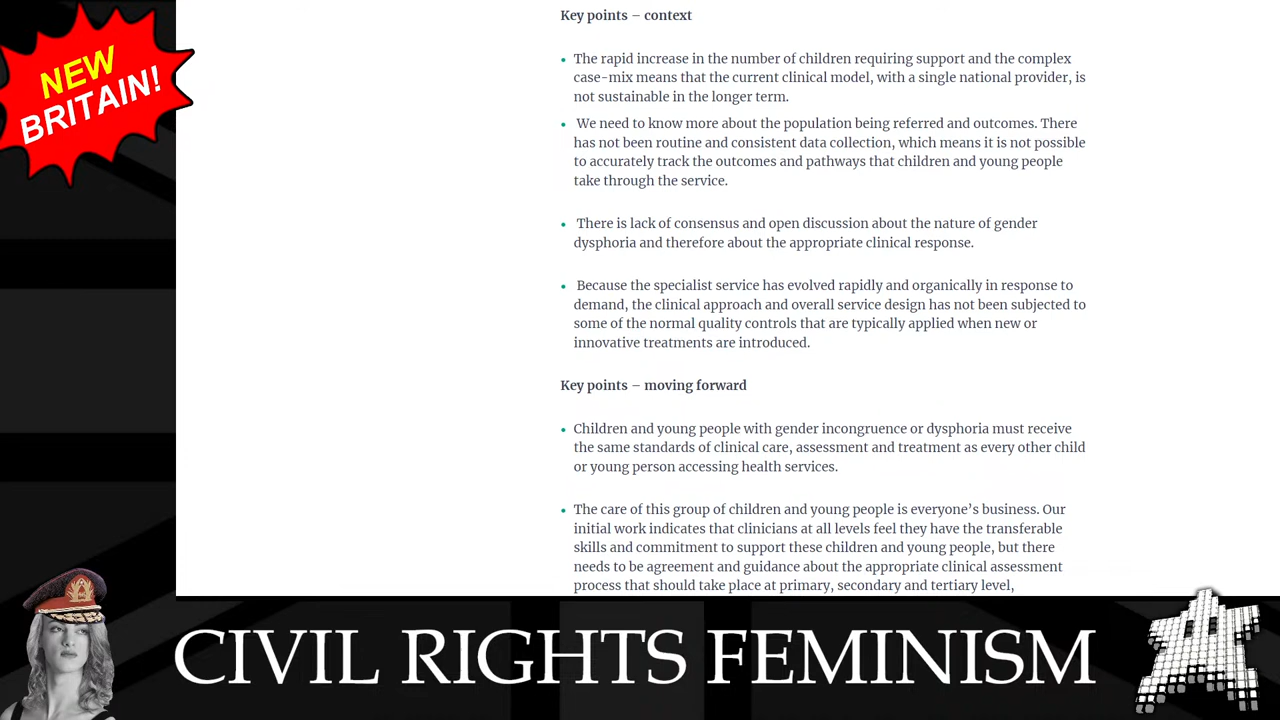 NEW
BRITAIN!
Key points – context
• The rapid increase in the number of children requiring support and the complex
case-mix means that the current clinical model, with a single national provider, is
not sustainable in the longer term.
• We need to know more about the population being referred and outcomes. There
has not been routine and consistent data collection, which means it is not possible
to accurately track the outcomes and pathways that children and young people
take through the service.
• There is lack of consensus and open discussion about the nature of gender
dysphoria and therefore about the appropriate clinical response.
• Because the specialist service has evolved rapidly and organically in response to
demand, the clinical approach and overall service design has not been subjected to
some of the normal quality controls that are typically applied when new or
innovative treatments are introduced.
Key points – moving forward
• Children and young people with gender incongruence or dysphoria must receive
the same standards of clinical care, assessment and treatment as every other child
or young person accessing health services.
• The care of this group of children and young people is everyone’s business. Our
initial work indicates that clinicians at all levels feel they have the transferable
skills and commitment to support these children and young people, but there
needs to be agreement and guidance about the appropriate clinical assessment
process that should take place at primary, secondary and tertiary level,
CIVIL RIGHTS FEMINISM